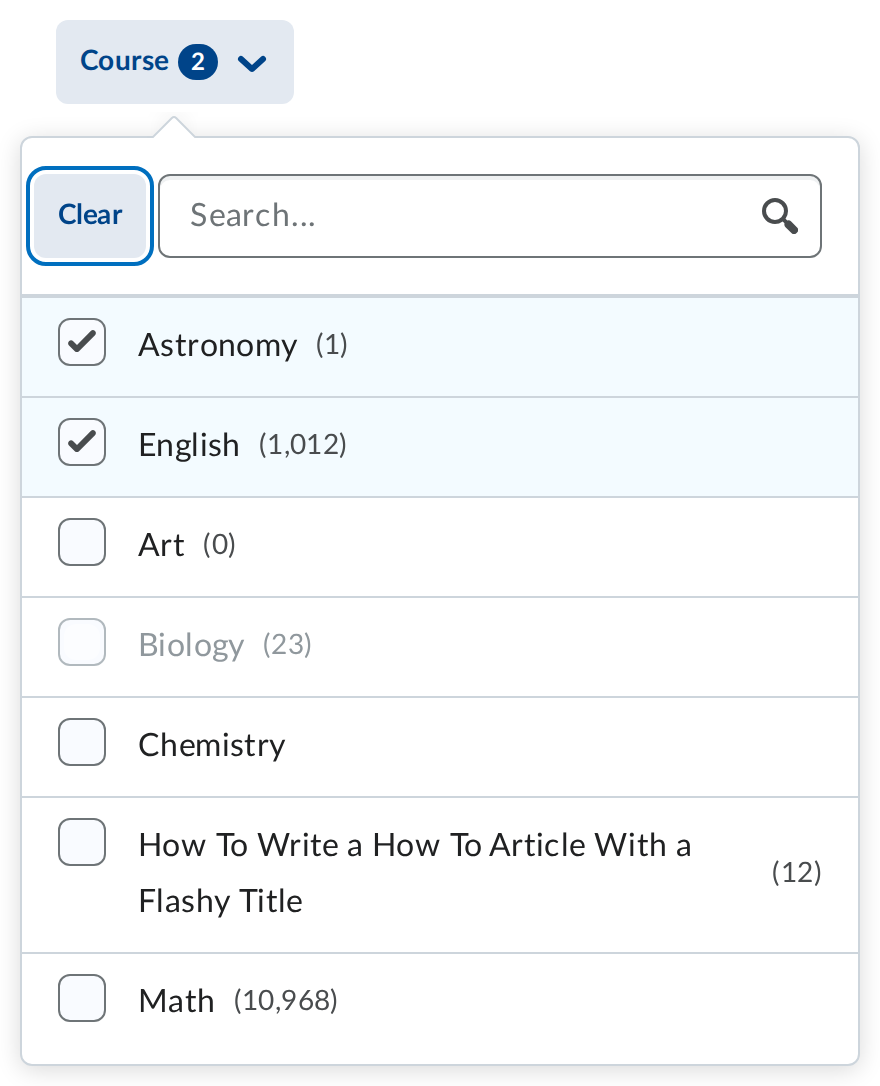 Course 2
Clear Search...
Astronomy (1)
English (1,012)
Art (0)
Biology (23)
Chemistry
How To Write a How To Article With a
Flashy Title
(12)
Math (10,968)